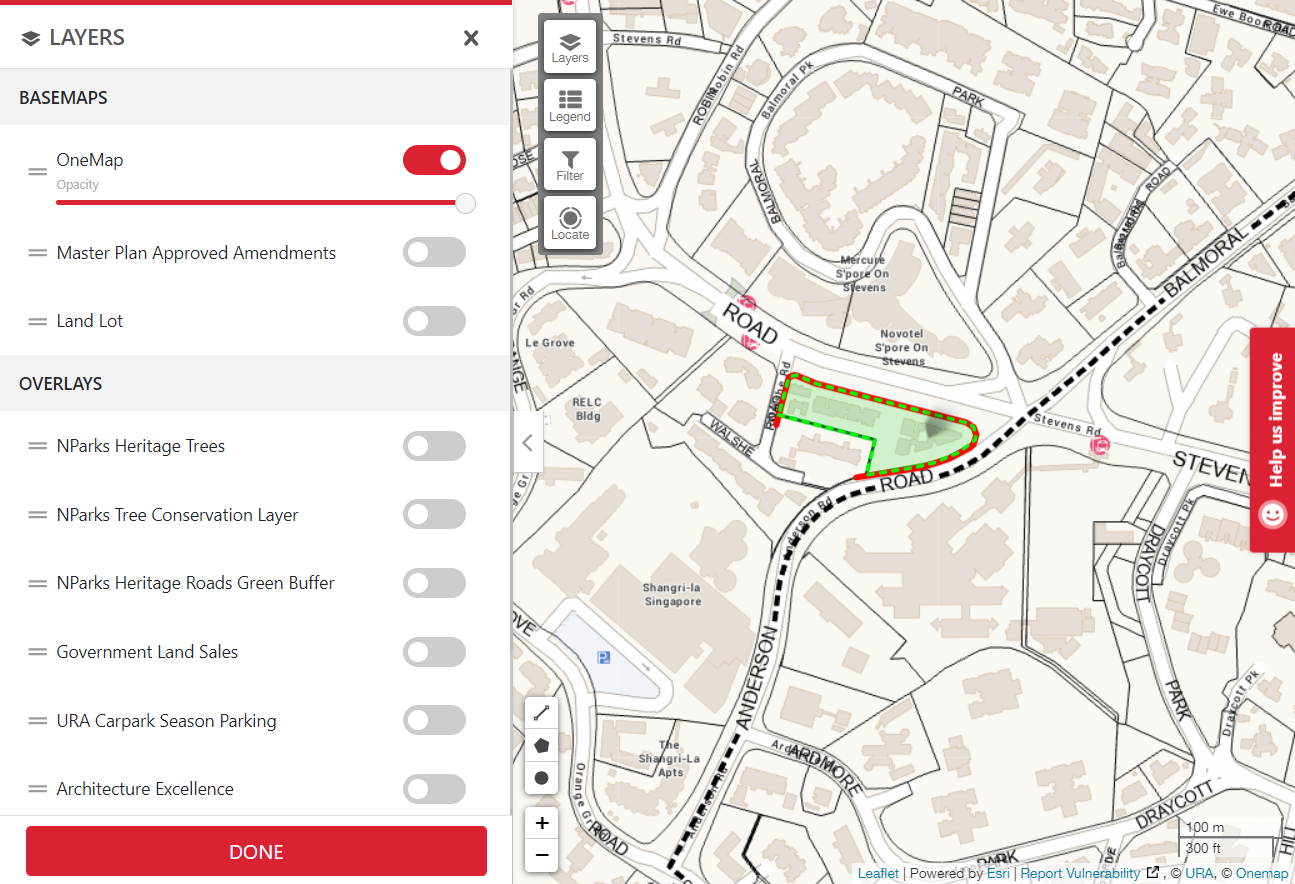 LAYERS
BASEMAPS
OneMap
Opacity
Master Plan Approved Amendments
Land Lot
OVERLAYS
NParks Heritage Trees
NParks Tree Conservation Layer
NParks Heritage Roads Green Buffer
Government Land Sales
URA Carpark Season Parking
Architecture Excellence
DONE
Layers
Legend
Filter
Locate
Stevens Rd
Robin Rd
ROBIN
Balmoral Pk
PARK
BALMORAL
ROAD
BALMORAL
Mercure
S'pore On
Stevens
ROAD
Novotel
S'pore On
Stevens
Le Grove
RELC
Bldg
WALSHE
Stevens Rd
STEVEN
ROAD
Anderson Rd
Draycott Pk
DRAYCOTT
Shangri-la
Singapore
ANDERSON
PARK
Draycott Pk
The
Shangri-La
Apts
ARDMORE
Anderson Rd
Orange Gr
ROAD
DRAYCOTT
PARK
Help us improve
+
−
100 m
300 ft
Leaflet | Powered by Esri | Report Vulnerability , © URA, © Onemap